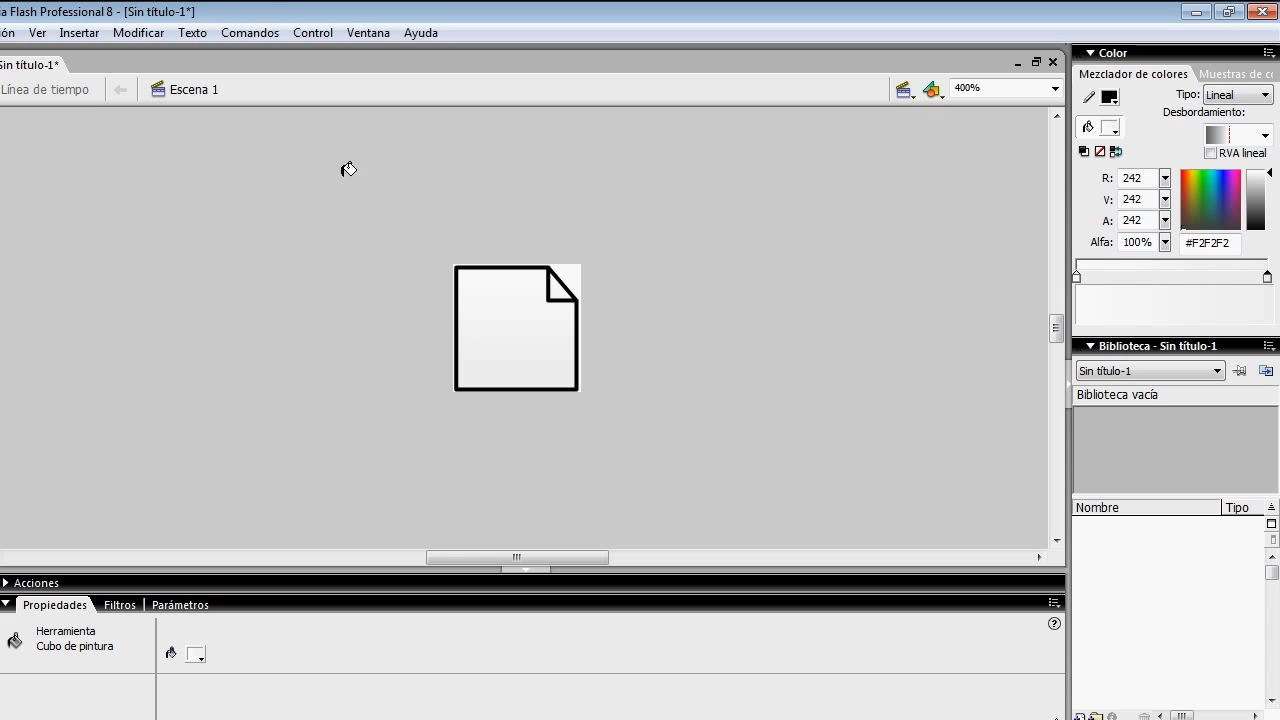 ia Flash Professional 8 - [Sin título-1*]
ión Ver Insertar Modificar Texto Comandos Control Ventana Ayuda
Sin título-1*
Línea de tiempo
Escena 1
400%
Color
Mezclador de colores
Muestras de co
Tipo: Lineal
Desbordamiento:
RVA lineal
R: 242
V: 242
A: 242
Alfa: 100%
#F2F2F2
Biblioteca - Sin título-1
Sin título-1
Biblioteca vacía
Nombre
Tipo
Acciones
Propiedades
Filtros
Parámetros
Herramienta
Cubo de pintura